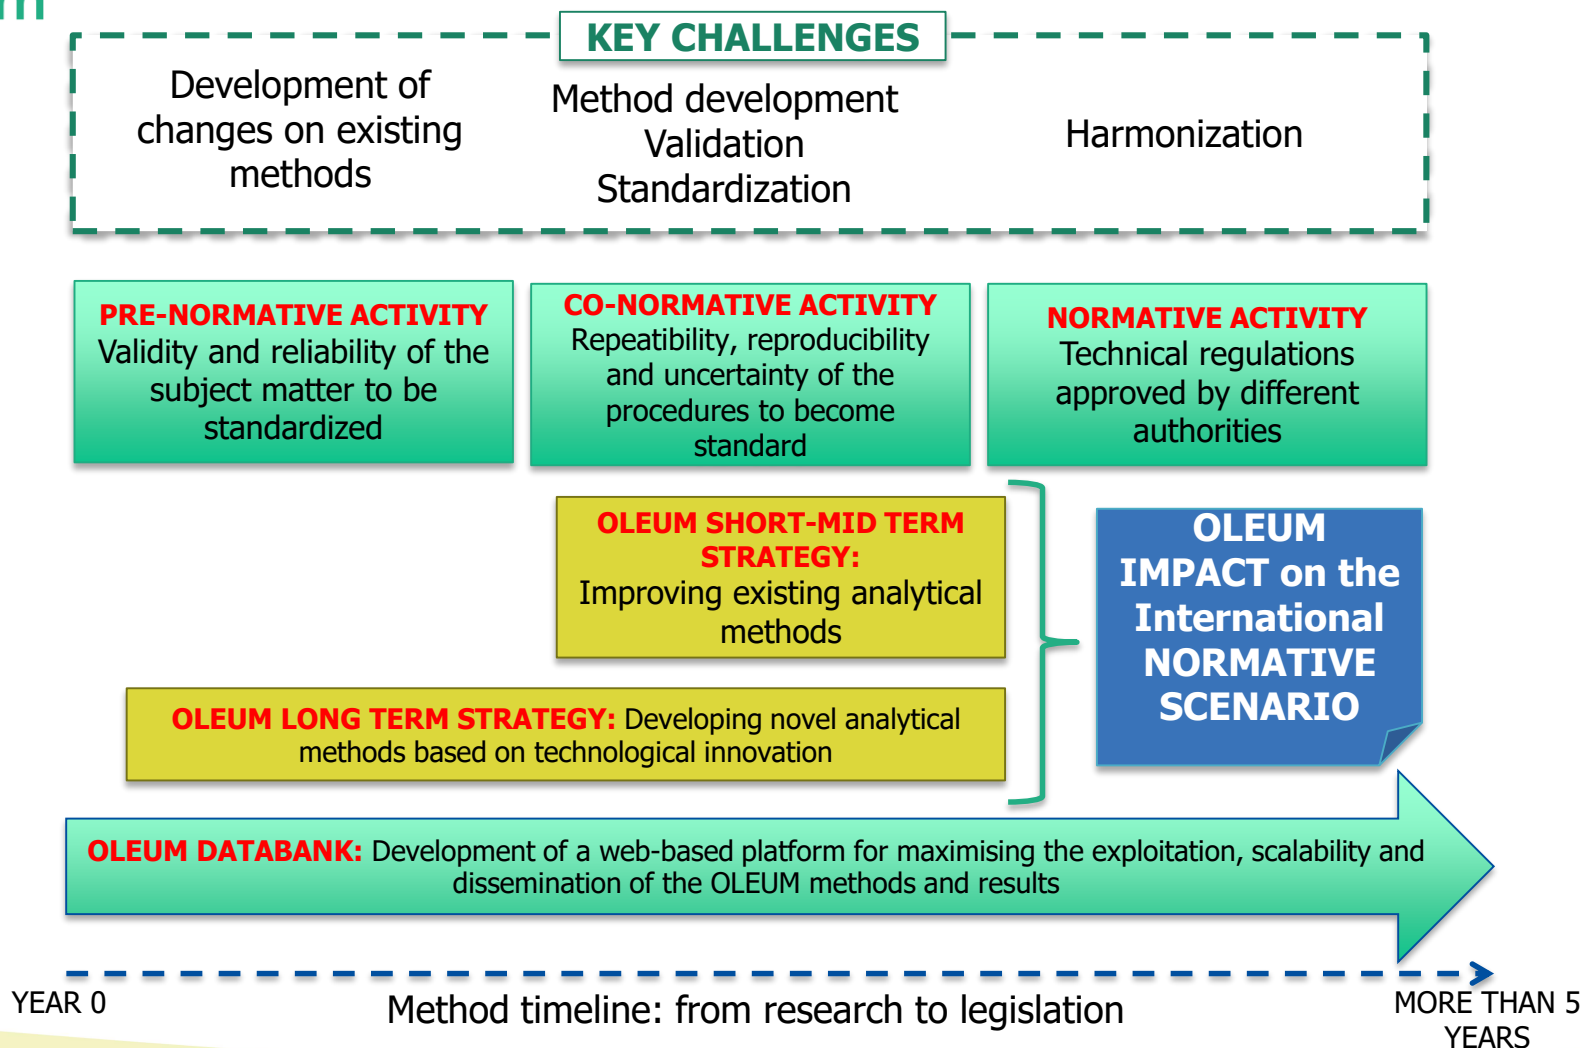 KEY CHALLENGES
Development of
changes on existing
methods
Method development
Validation
Standardization
Harmonization
PRE-NORMATIVE ACTIVITY
Validity and reliability of the
subject matter to be
standardized
CO-NORMATIVE ACTIVITY
Repeatibility, reproducibility
and uncertainty of the
procedures to become
standard
NORMATIVE ACTIVITY
Technical regulations
approved by different
authorities
OLEUM SHORT-MID TERM
STRATEGY:
Improving existing analytical
methods
OLEUM LONG TERM STRATEGY: Developing novel analytical
methods based on technological innovation
OLEUM
IMPACT on the
International
NORMATIVE
SCENARIO
OLEUM DATABANK: Development of a web-based platform for maximising the exploitation, scalability and
dissemination of the OLEUM methods and results
YEAR 0
Method timeline: from research to legislation
MORE THAN 5
YEARS